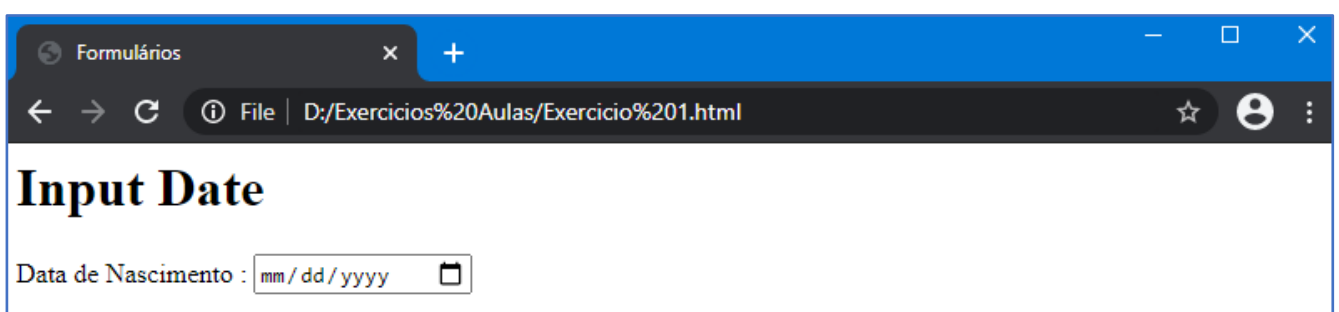 Formulários
File D:/Exercicios%20Aulas/Exercicio%201.html
Input Date
Data de Nascimento : mm/dd/yyyy